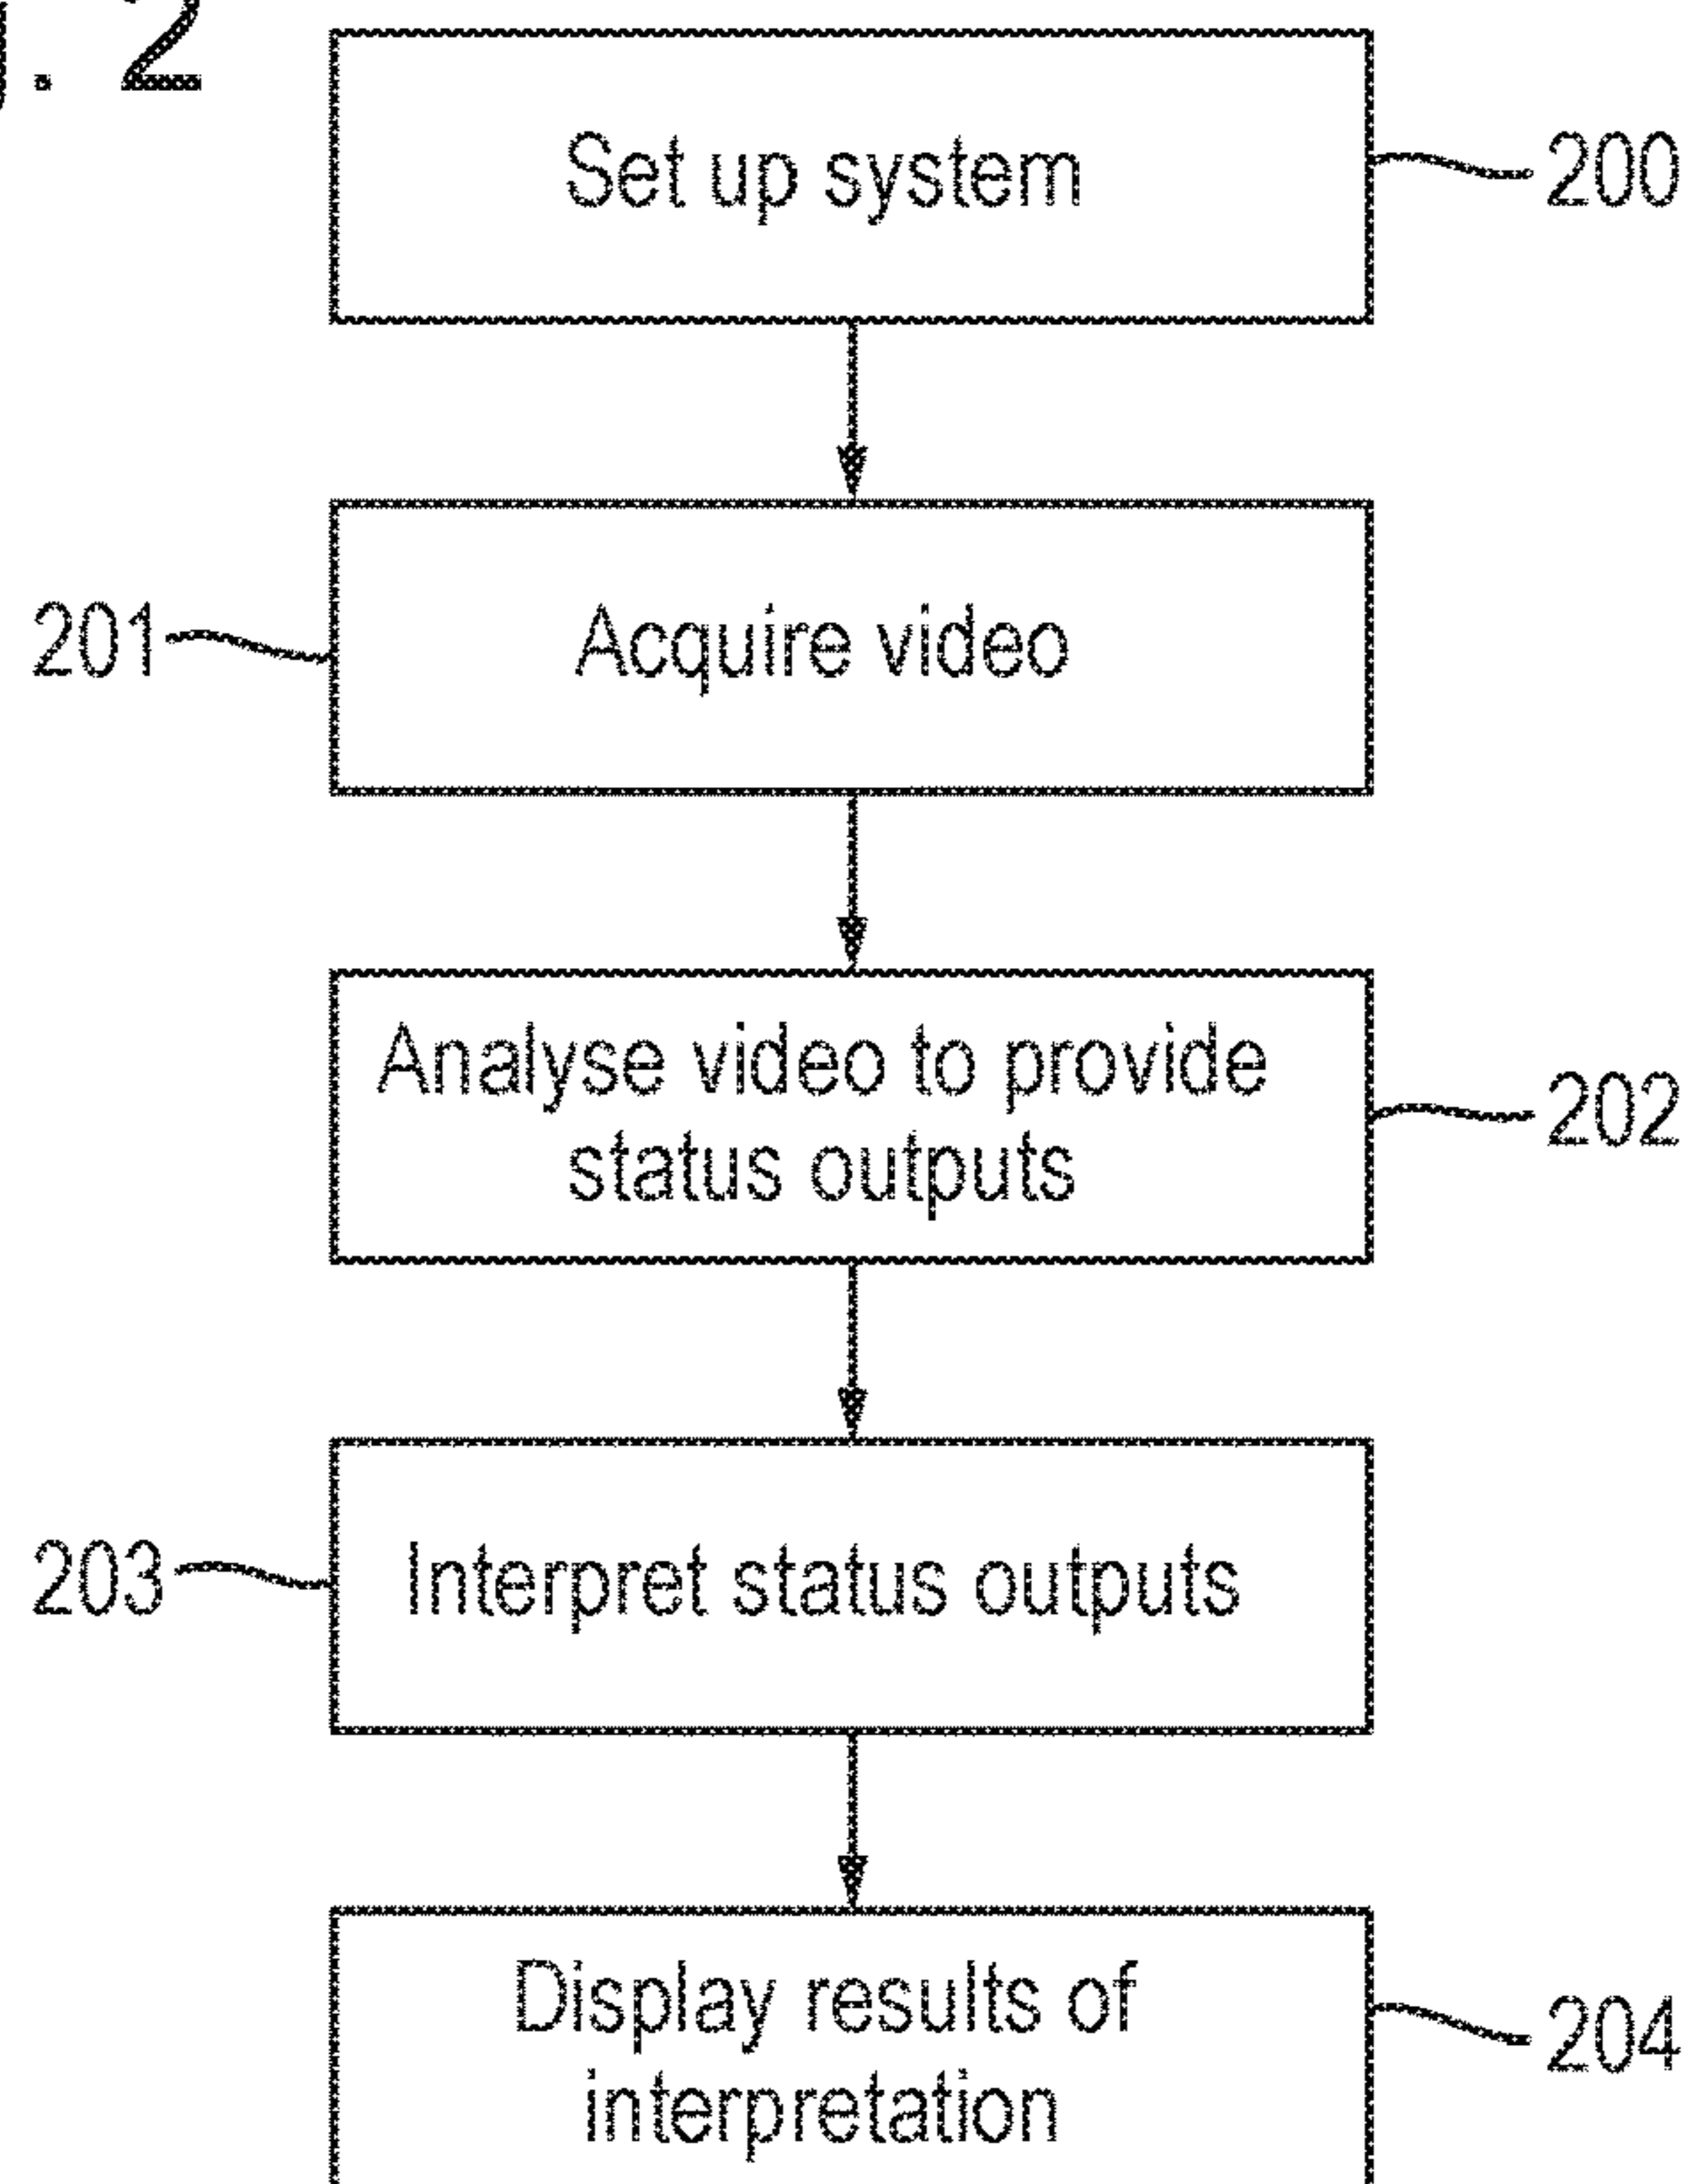 . 2
Set up system
200
201
Acquire video
Analyse video to provide
status outputs
202
203
Interpret status outputs
Display results of
interpretation
204